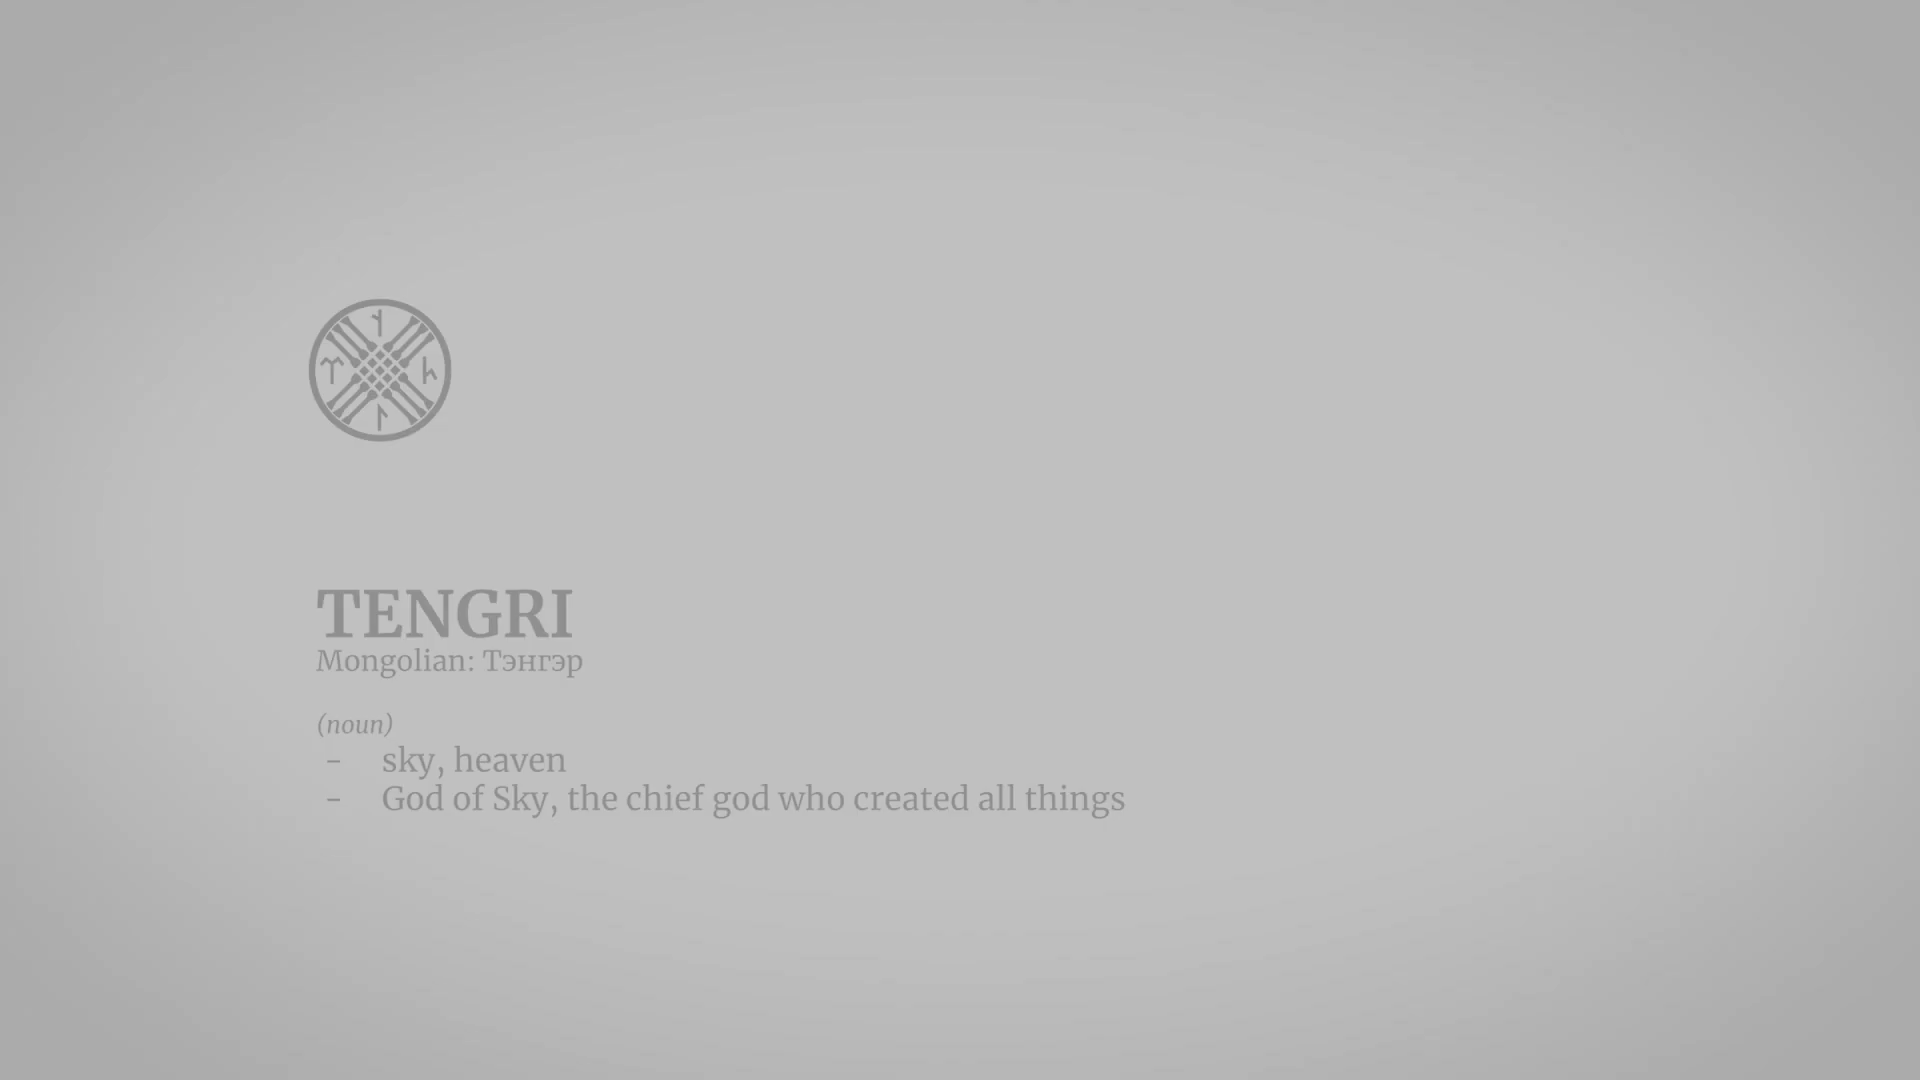 TENGRI
Mongolian: Тэнгэр
(noun)
- sky, heaven
- God of Sky, the chief god who created all things